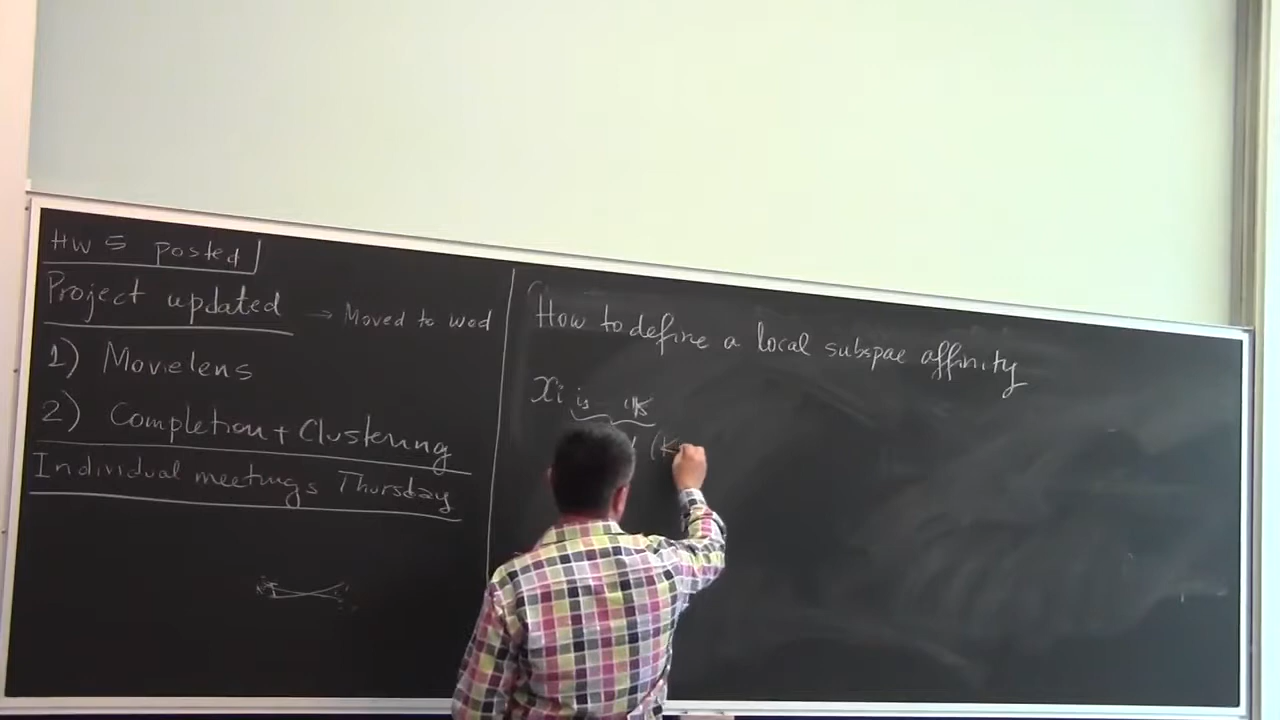 HW 5 posted
Project updated → Moved to wed
1) Movielens
2) Completion + Clustering
Individual meetings Thursday
How to define a local subspae affinity
xi is
(K